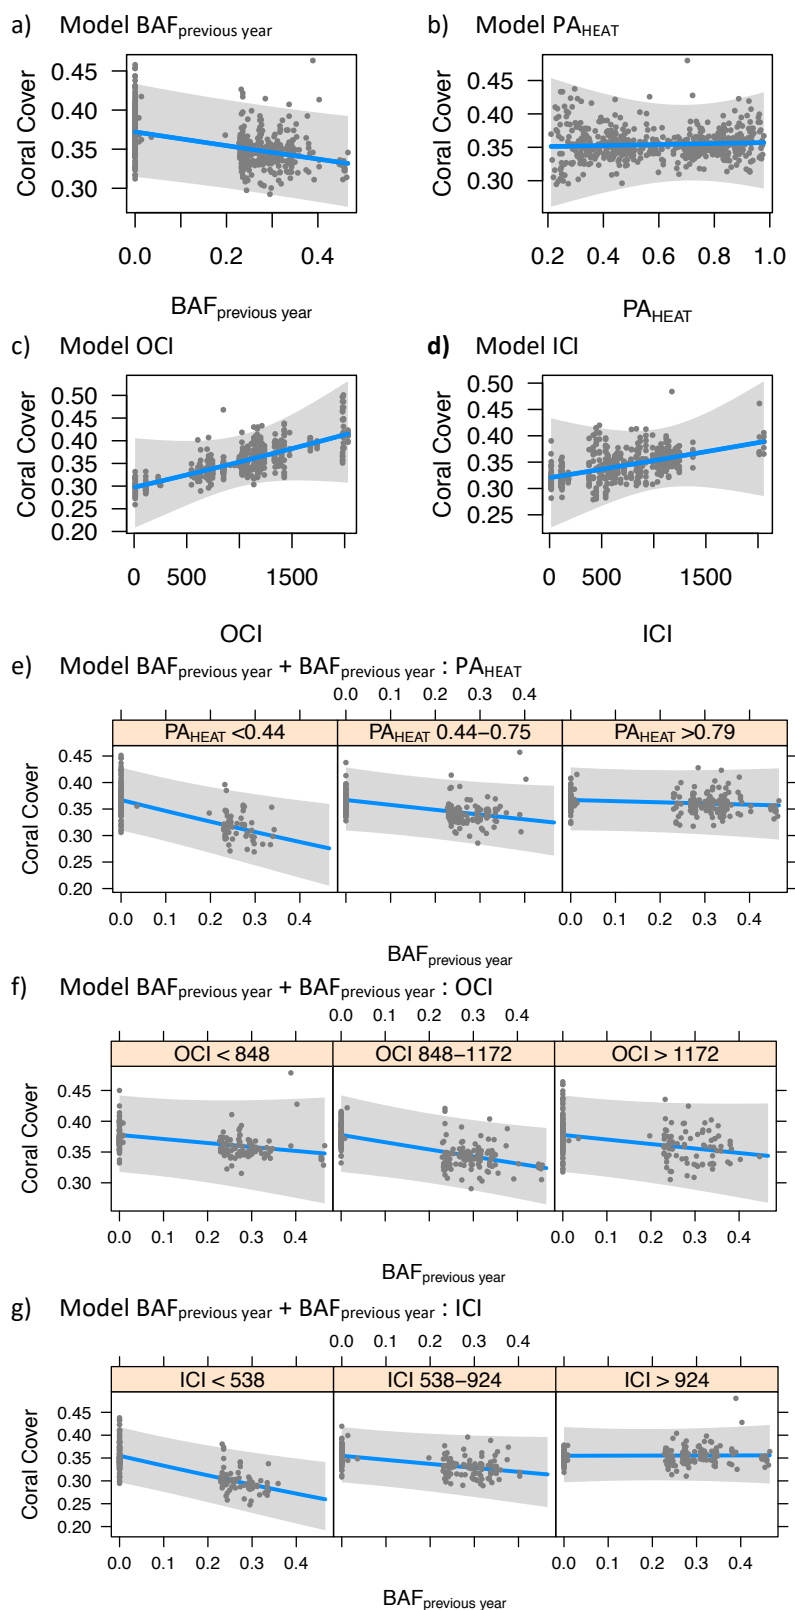 a) Model BAFprevious year
b) Model PAHEAT
Coral Cover
0.45
0.40
0.35
0.30
0.0 0.2 0.4
BAFprevious year
Coral Cover
0.45
0.40
0.35
0.30
0.2 0.4 0.6 0.8 1.0
PAHEAT
c) Model OCI
d) Model ICI
Coral Cover
0.50
0.45
0.40
0.35
0.30
0.25
0.20
0 500 1500
OCI
Coral Cover
0.50
0.45
0.40
0.35
0.30
0.25
0 500 1500
ICI
e) Model BAFprevious year + BAFprevious year : PAHEAT
0.0 0.1 0.2 0.3 0.4
PAHEAT <0.44 PAHEAT 0.44–0.75 PAHEAT >0.79
Coral Cover
0.45
0.40
0.35
0.30
0.25
0.20
0.0 0.1 0.2 0.3 0.4 0.0 0.1 0.2 0.3 0.4
BAFprevious year
f) Model BAFprevious year + BAFprevious year : OCI
0.0 0.1 0.2 0.3 0.4
OCI < 848 OCI 848–1172 OCI > 1172
Coral Cover
0.45
0.40
0.35
0.30
0.0 0.1 0.2 0.3 0.4 0.0 0.1 0.2 0.3 0.4
BAFprevious year
g) Model BAFprevious year + BAFprevious year : ICI
0.0 0.1 0.2 0.3 0.4
ICI < 538 ICI 538–924 ICI > 924
Coral Cover
0.45
0.40
0.35
0.30
0.25
0.20
0.0 0.1 0.2 0.3 0.4 0.0 0.1 0.2 0.3 0.4
BAFprevious year